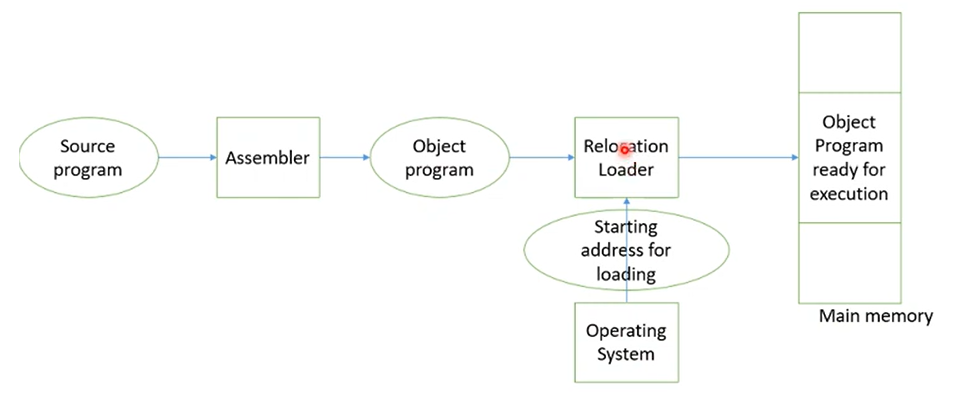 Source
program
Assembler
Object
program
Relocation
Loader
Object
Program
ready for
execution
Starting
address for
loading
Operating
System
Main memory